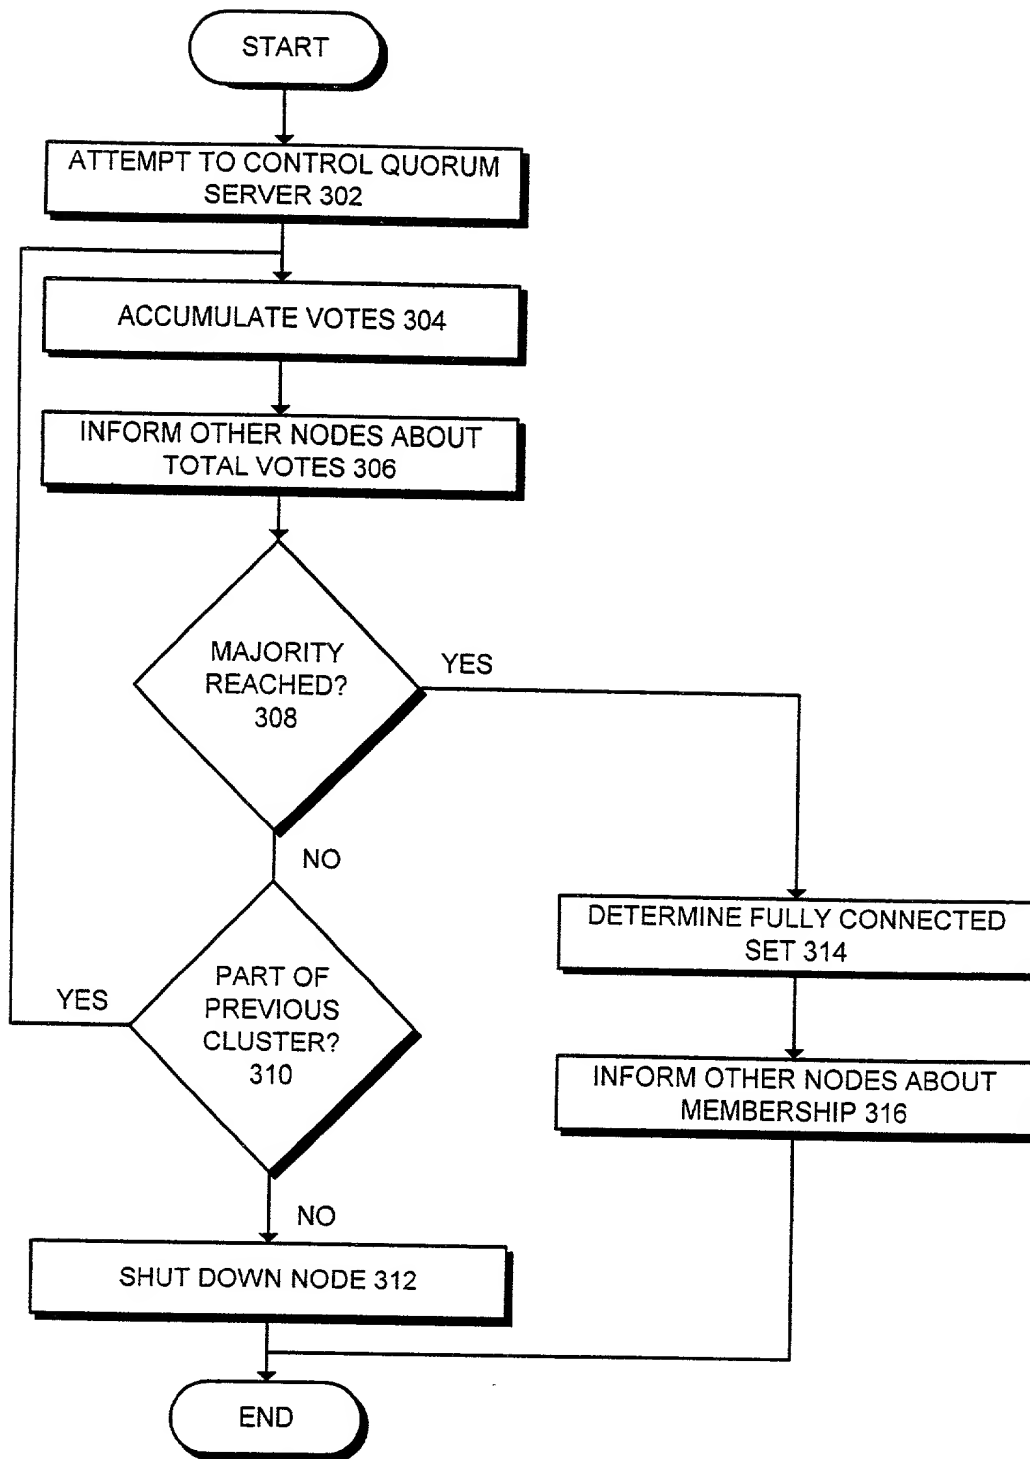 START
ATTEMPT TO CONTROL QUORUM
SERVER 302
ACCUMULATE VOTES 304
INFORM OTHER NODES ABOUT
TOTAL VOTES 306
MAJORITY
REACHED?
308
YES
NO
PART OF
PREVIOUS
CLUSTER?
310
YES
NO
SHUT DOWN NODE 312
DETERMINE FULLY CONNECTED
SET 314
INFORM OTHER NODES ABOUT
MEMBERSHIP 316
END